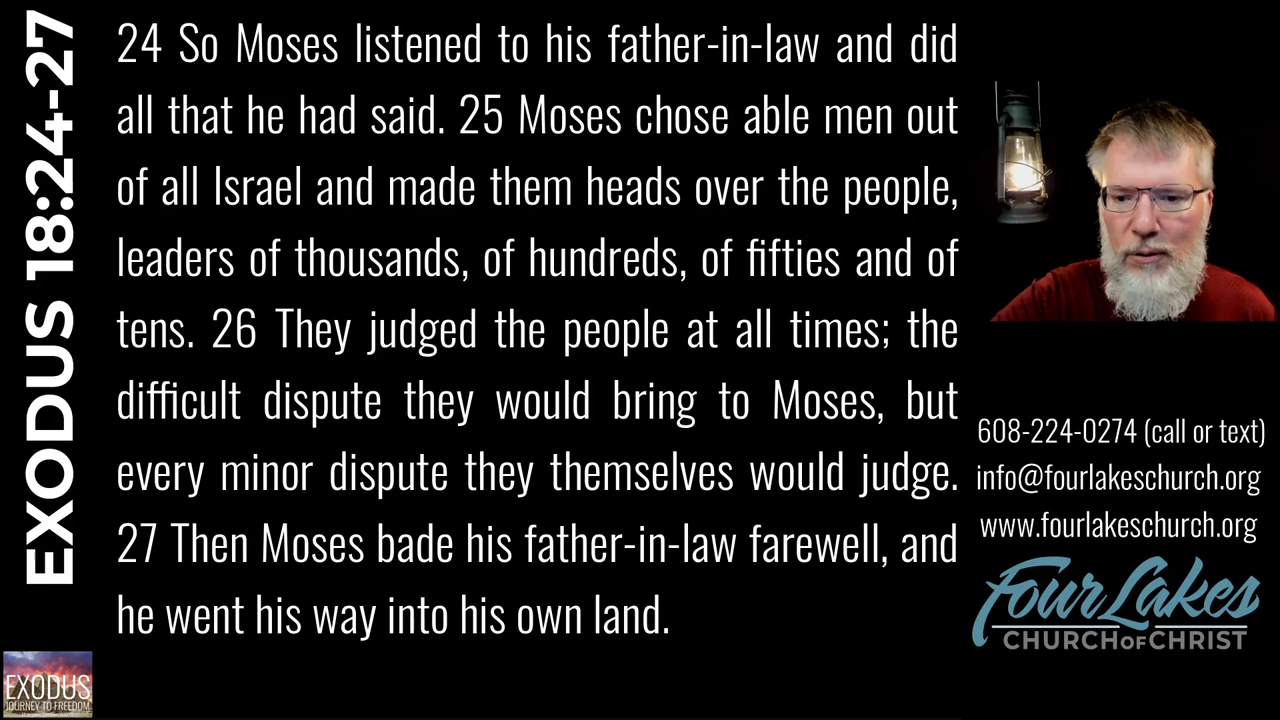 EXODUS 18:24-27
24 So Moses listened to his father-in-law and did
all that he had said. 25 Moses chose able men out
of all Israel and made them heads over the people,
leaders of thousands, of hundreds, of fifties and of
tens. 26 They judged the people at all times; the
difficult dispute they would bring to Moses, but
every minor dispute they themselves would judge.
27 Then Moses bade his father-in-law farewell, and
he went his way into his own land.
608-224-0274 (call or text)
info@fourlakeschurch.org
www.fourlakeschurch.org
Four Lakes
CHURCH OF CHRIST
EXODUS
JOURNEY TO FREEDOM